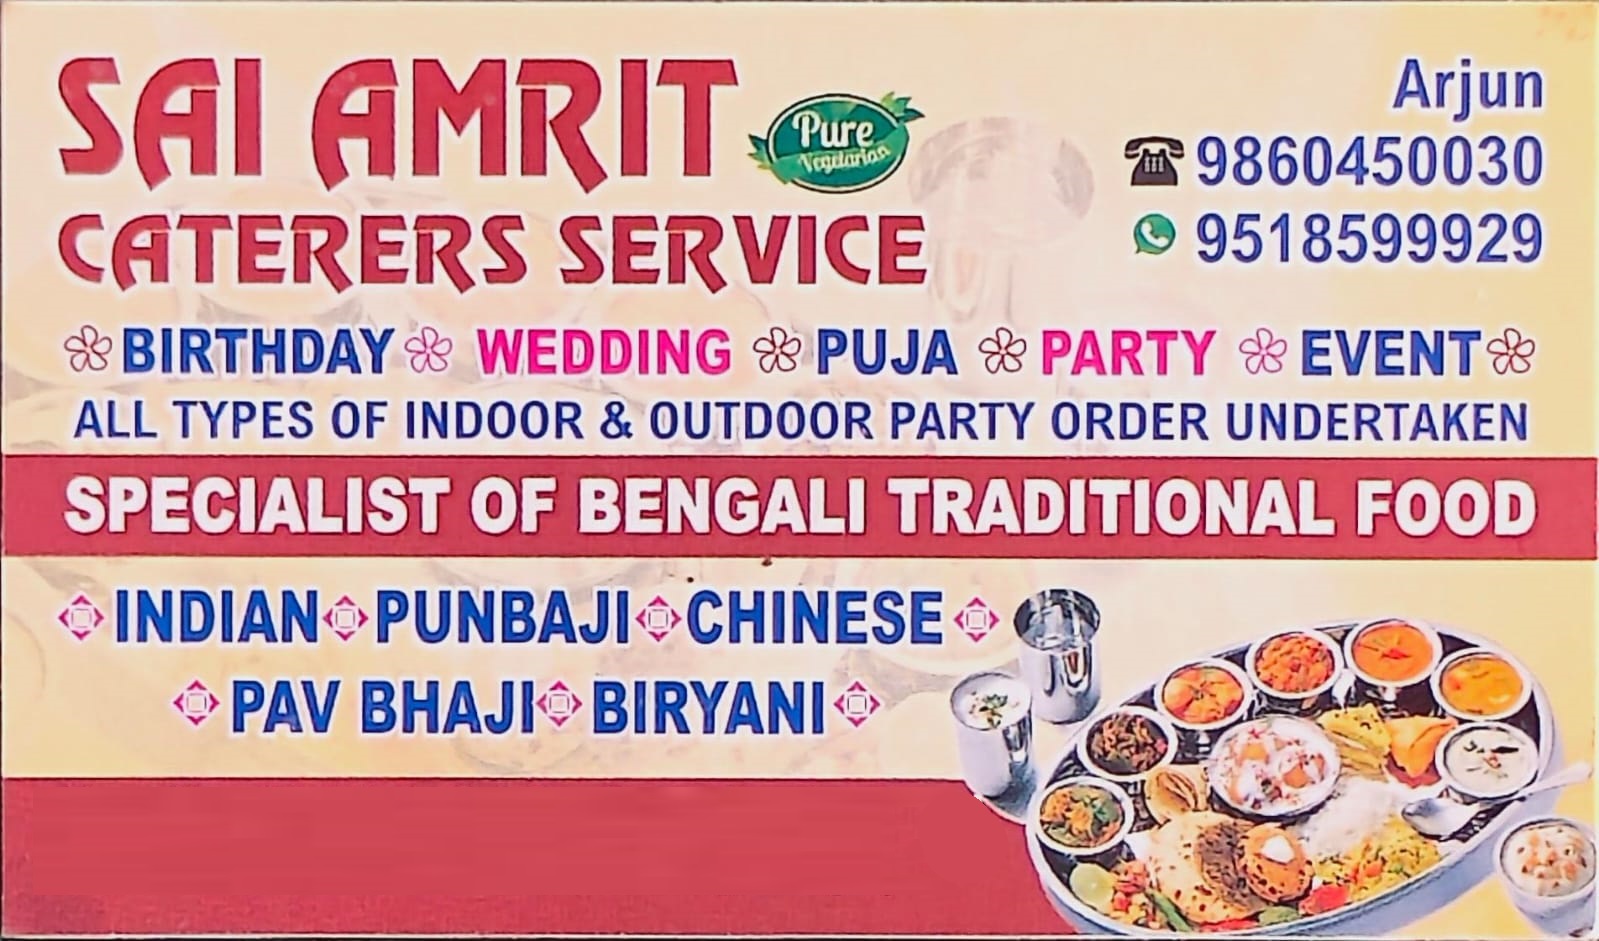 SAI AMRIT
Pure
Vegetarian
CATERERS SERVICE
Arjun
9860450030
9518599929
BIRTHDAY WEDDING PUJA PARTY EVENT
ALL TYPES OF INDOOR & OUTDOOR PARTY ORDER UNDERTAKEN
SPECIALIST OF BENGALI TRADITIONAL FOOD
INDIAN PUNBAJI CHINESE
PAV BHAJI BIRYANI